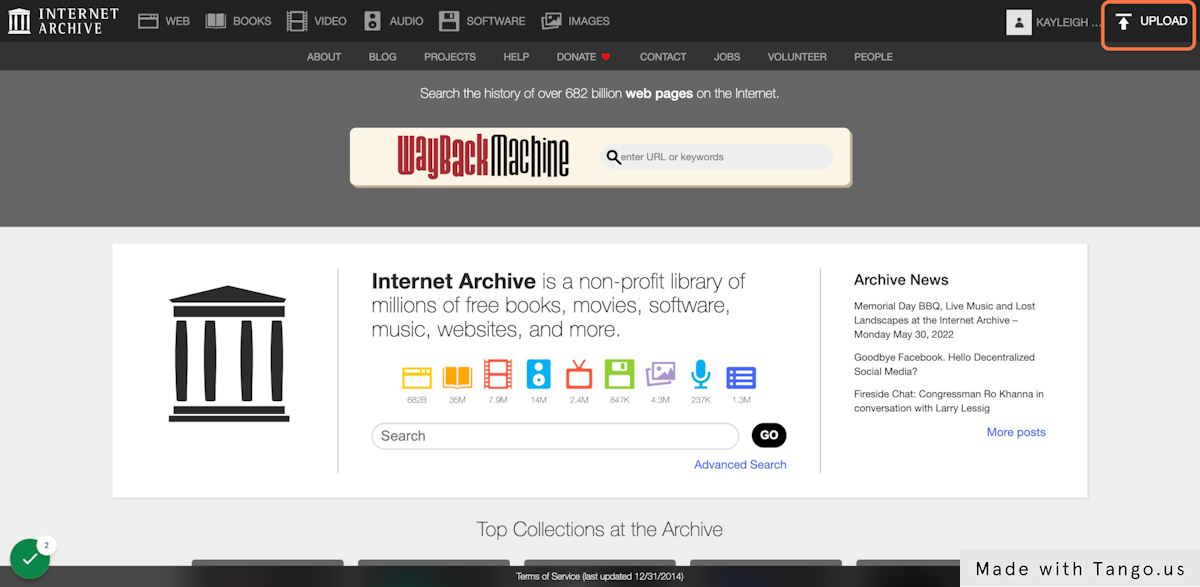 INTERNET
ARCHIVE
WEB
BOOKS
VIDEO
AUDIO
SOFTWARE
IMAGES
KAYLEIGH ...
UPLOAD
ABOUT
BLOG
PROJECTS
HELP
DONATE
CONTACT
JOBS
VOLUNTEER
PEOPLE
Search the history of over 682 billion web pages on the Internet.
WayBackMachine
enter URL or keywords
Internet Archive is a non-profit library of
millions of free books, movies, software,
music, websites, and more.
682B
35M
7.9M
14M
2.4M
847K
4.3M
237K
1.3M
Search
GO
Advanced Search
Archive News
Memorial Day BBQ, Live Music and Lost
Landscapes at the Internet Archive –
Monday May 30, 2022
Goodbye Facebook. Hello Decentralized
Social Media?
Fireside Chat: Congressman Ro Khanna in
conversation with Larry Lessig
More posts
Top Collections at the Archive
2
Terms of Service (last updated 12/31/2014)
Made with Tango.us